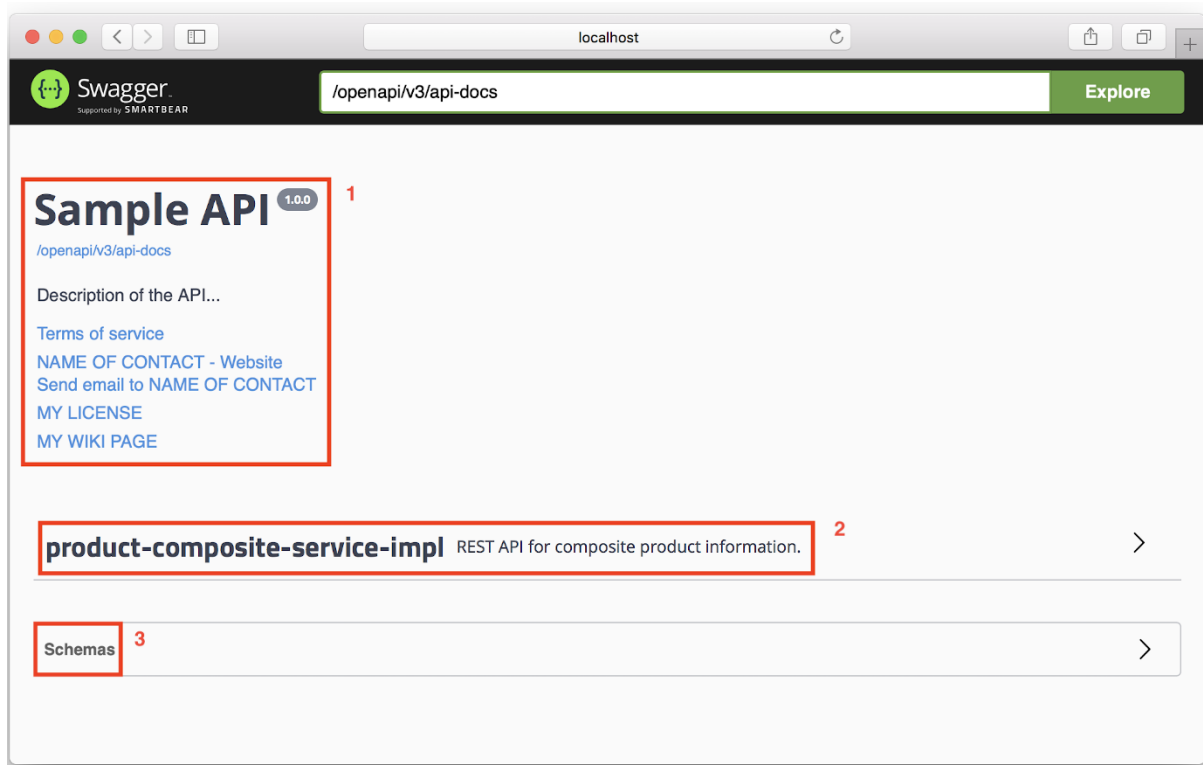 localhost
Swagger
Supported by SMARTBEAR
/openapi/v3/api-docs
Explore
Sample API 1.0.0
1
/openapi/v3/api-docs
Description of the API...
Terms of service
NAME OF CONTACT - Website
Send email to NAME OF CONTACT
MY LICENSE
MY WIKI PAGE
product-composite-service-impl REST API for composite product information.
2
Schemas
3